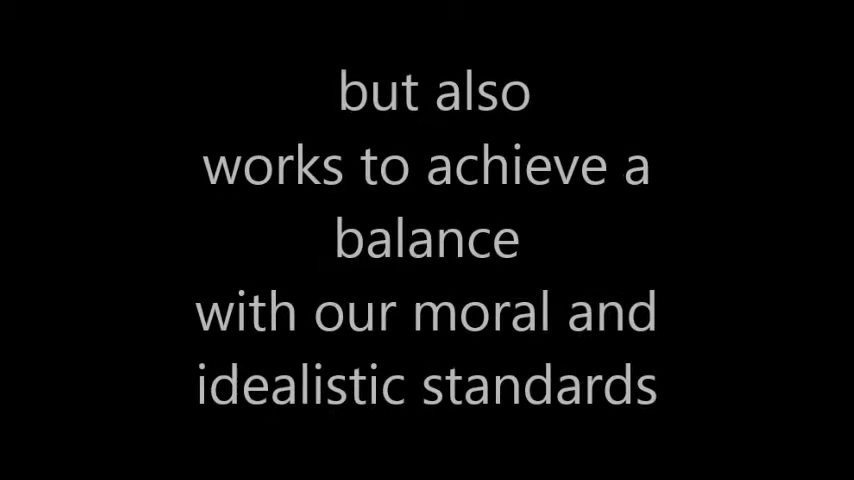 but also
works to achieve a
balance
with our moral and
idealistic standards